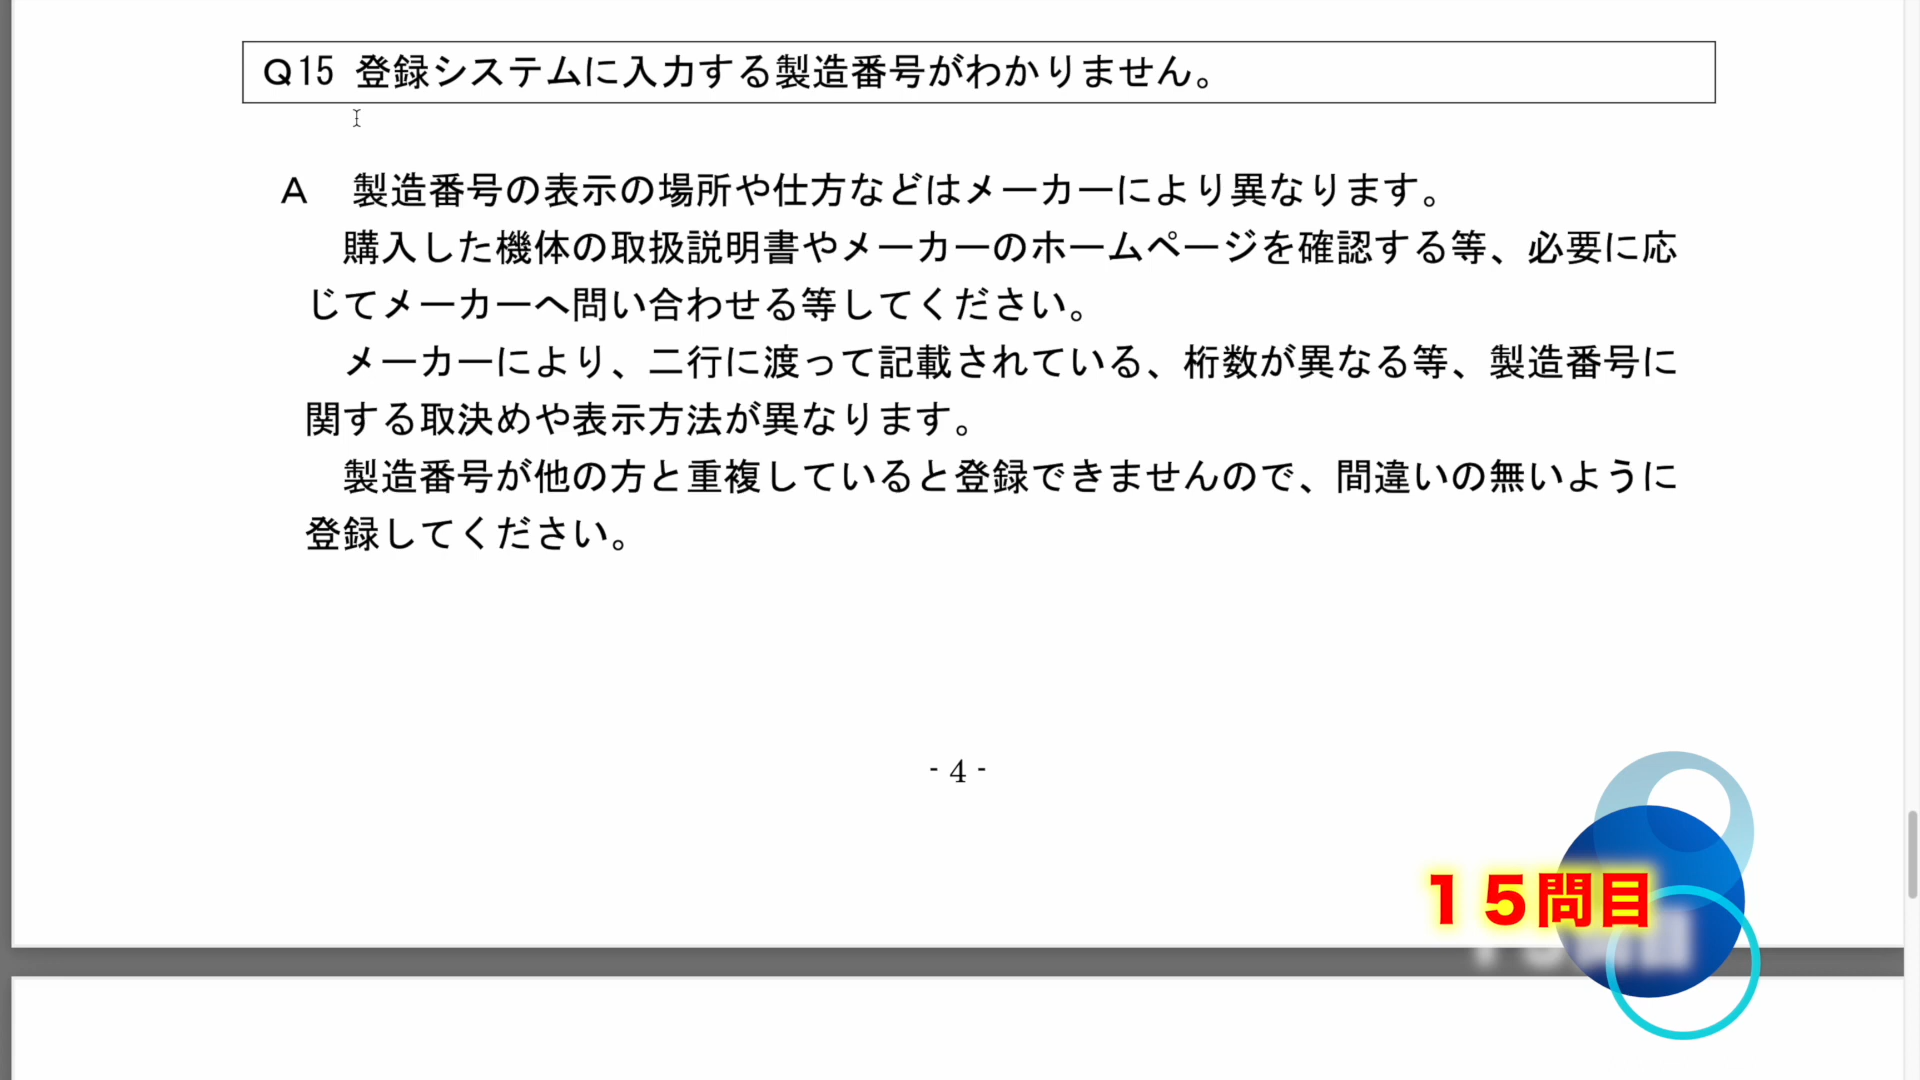 Q15 登録システムに入力する製造番号がわかりません。
A 製造番号の表示の場所や仕方などはメーカーにより異なります。
購入した機体の取扱説明書やメーカーのホームページを確認する等、必要に応
じてメーカーへ問い合わせる等してください。
メーカーにより、二行に渡って記載されている、桁数が異なる等、製造番号に
関する取決めや表示方法が異なります。
製造番号が他の方と重複していると登録できませんので、間違いの無いように
登録してください。
- 4 -
１５問目